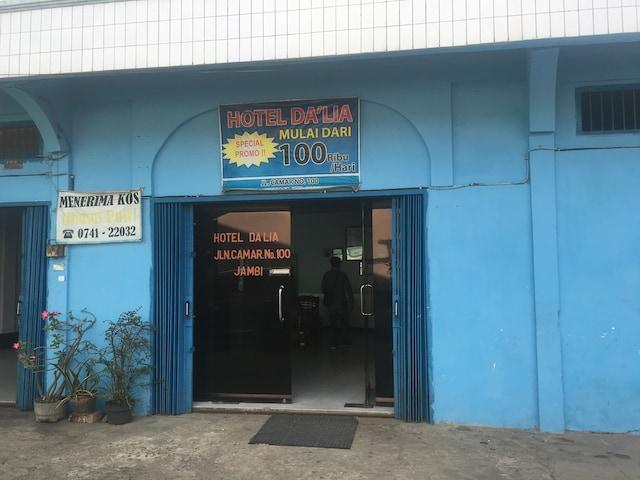 HOTEL DA'LIA
MULAI DARI
SPECIAL
PROMO !!
100 Ribu
/Hari
JL. CAMAR NO. 100
MENERIMA KOS
☎ 0741 - 22032
HOTEL DA LIA
JLN.CAMAR.No.100
JAMBI